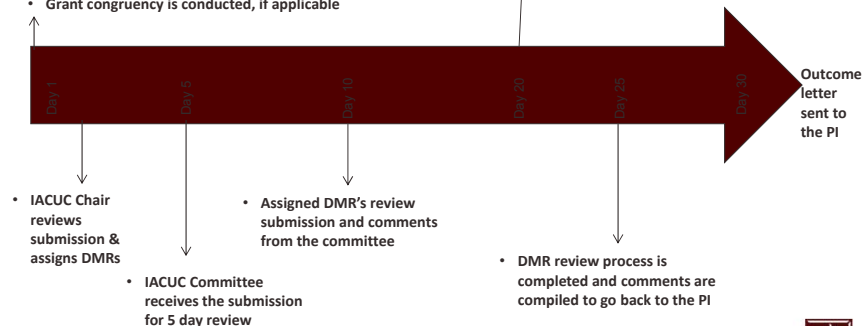 • Grant congruency is conducted, if applicable
Day 1
Day 5
Day 10
Day 20
Day 25
Day 30
Outcome
letter
sent to
the PI
• IACUC Chair
reviews
submission &
assigns DMRs
• IACUC Committee
receives the submission
for 5 day review
• Assigned DMR's review
submission and comments
from the committee
• DMR review process is
completed and comments are
compiled to go back to the PI